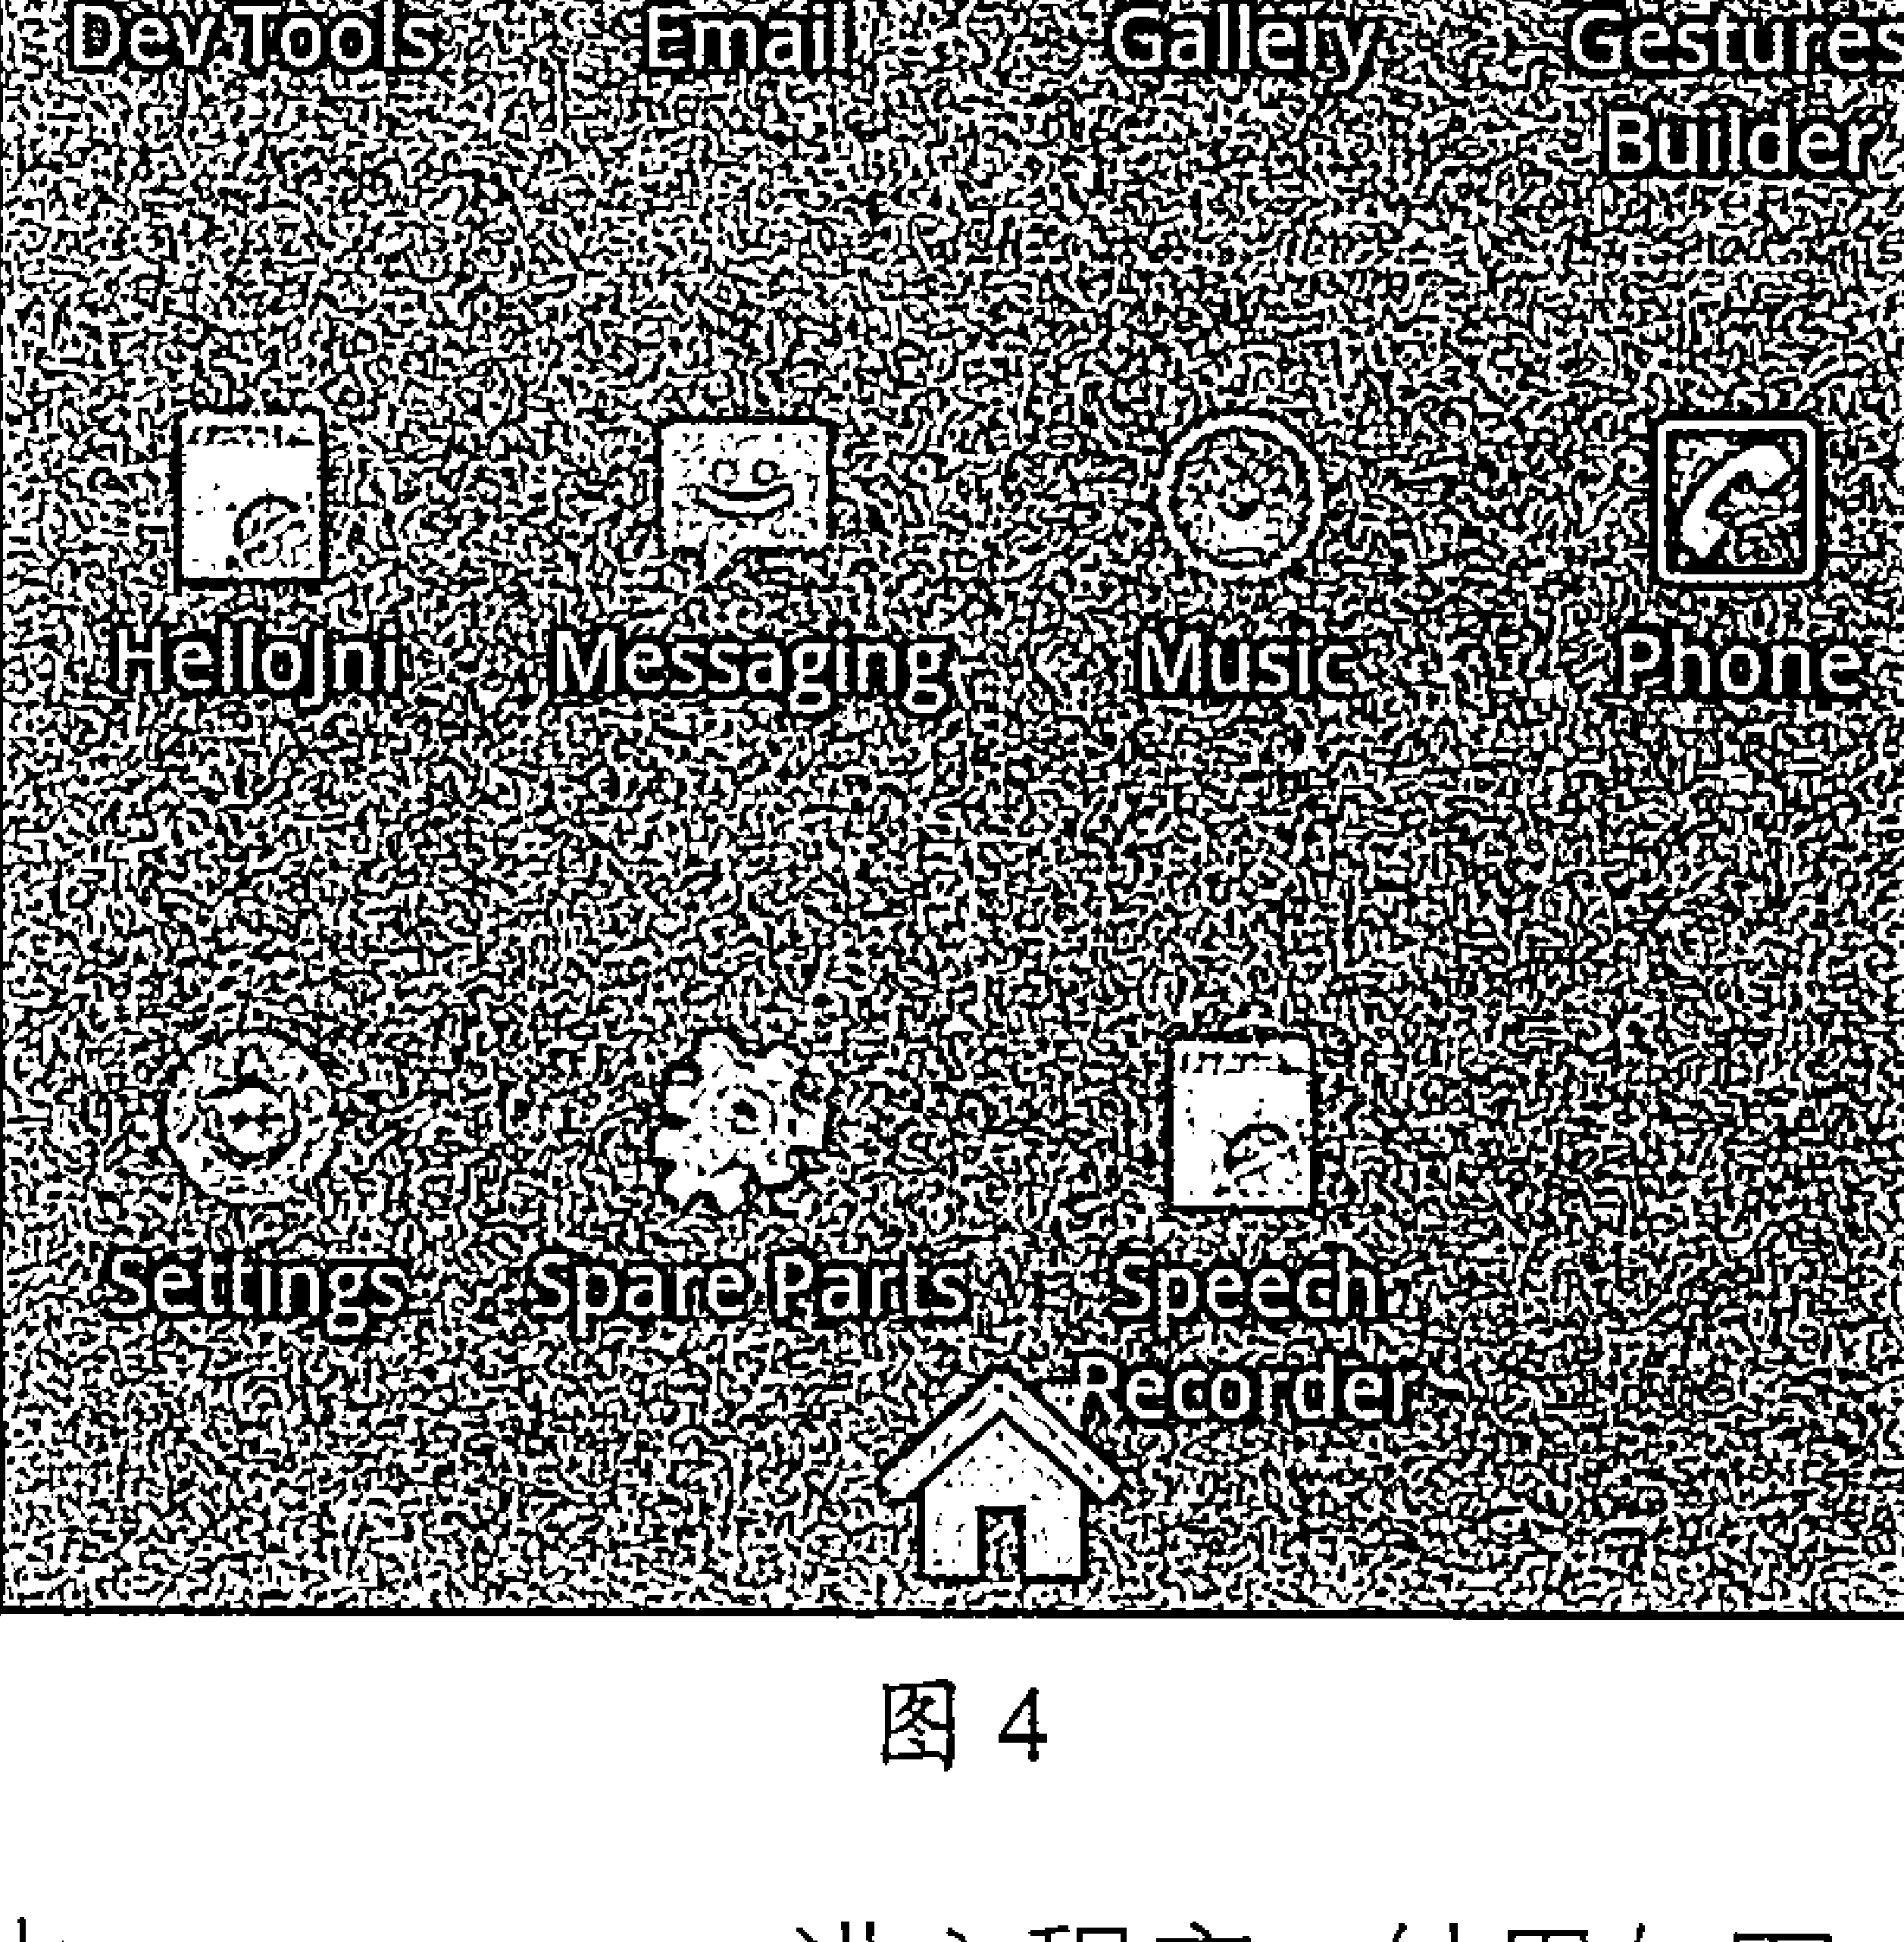 Dev Tools Email Gallery Gestures
Builder
HelloJni Messaging Music Phone
Settings Spare Parts Speech
Recorder
图 4